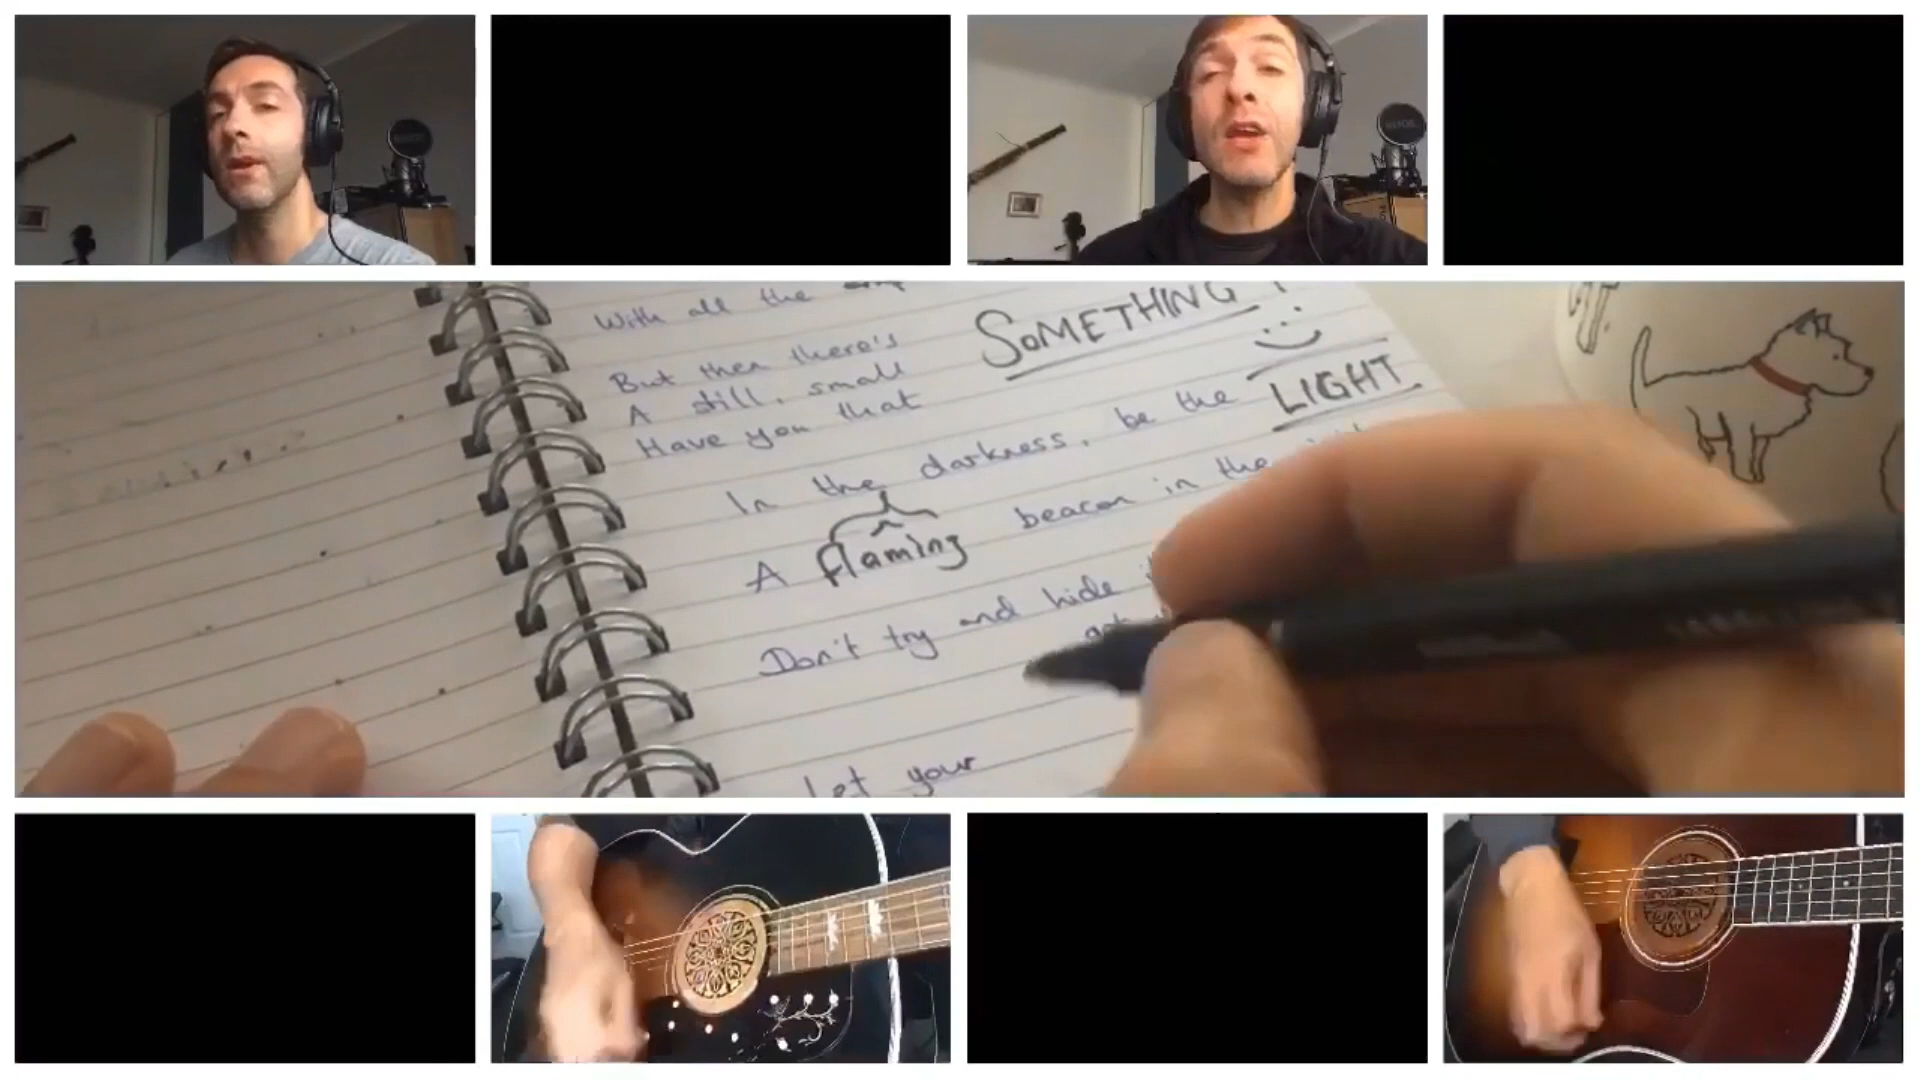 With all the
SOMETHING !
But then there's
A still, small
Have you that
In the darkness, be the LIGHT
A flaming beacon in the
Don't try and hide
Let your
RODE